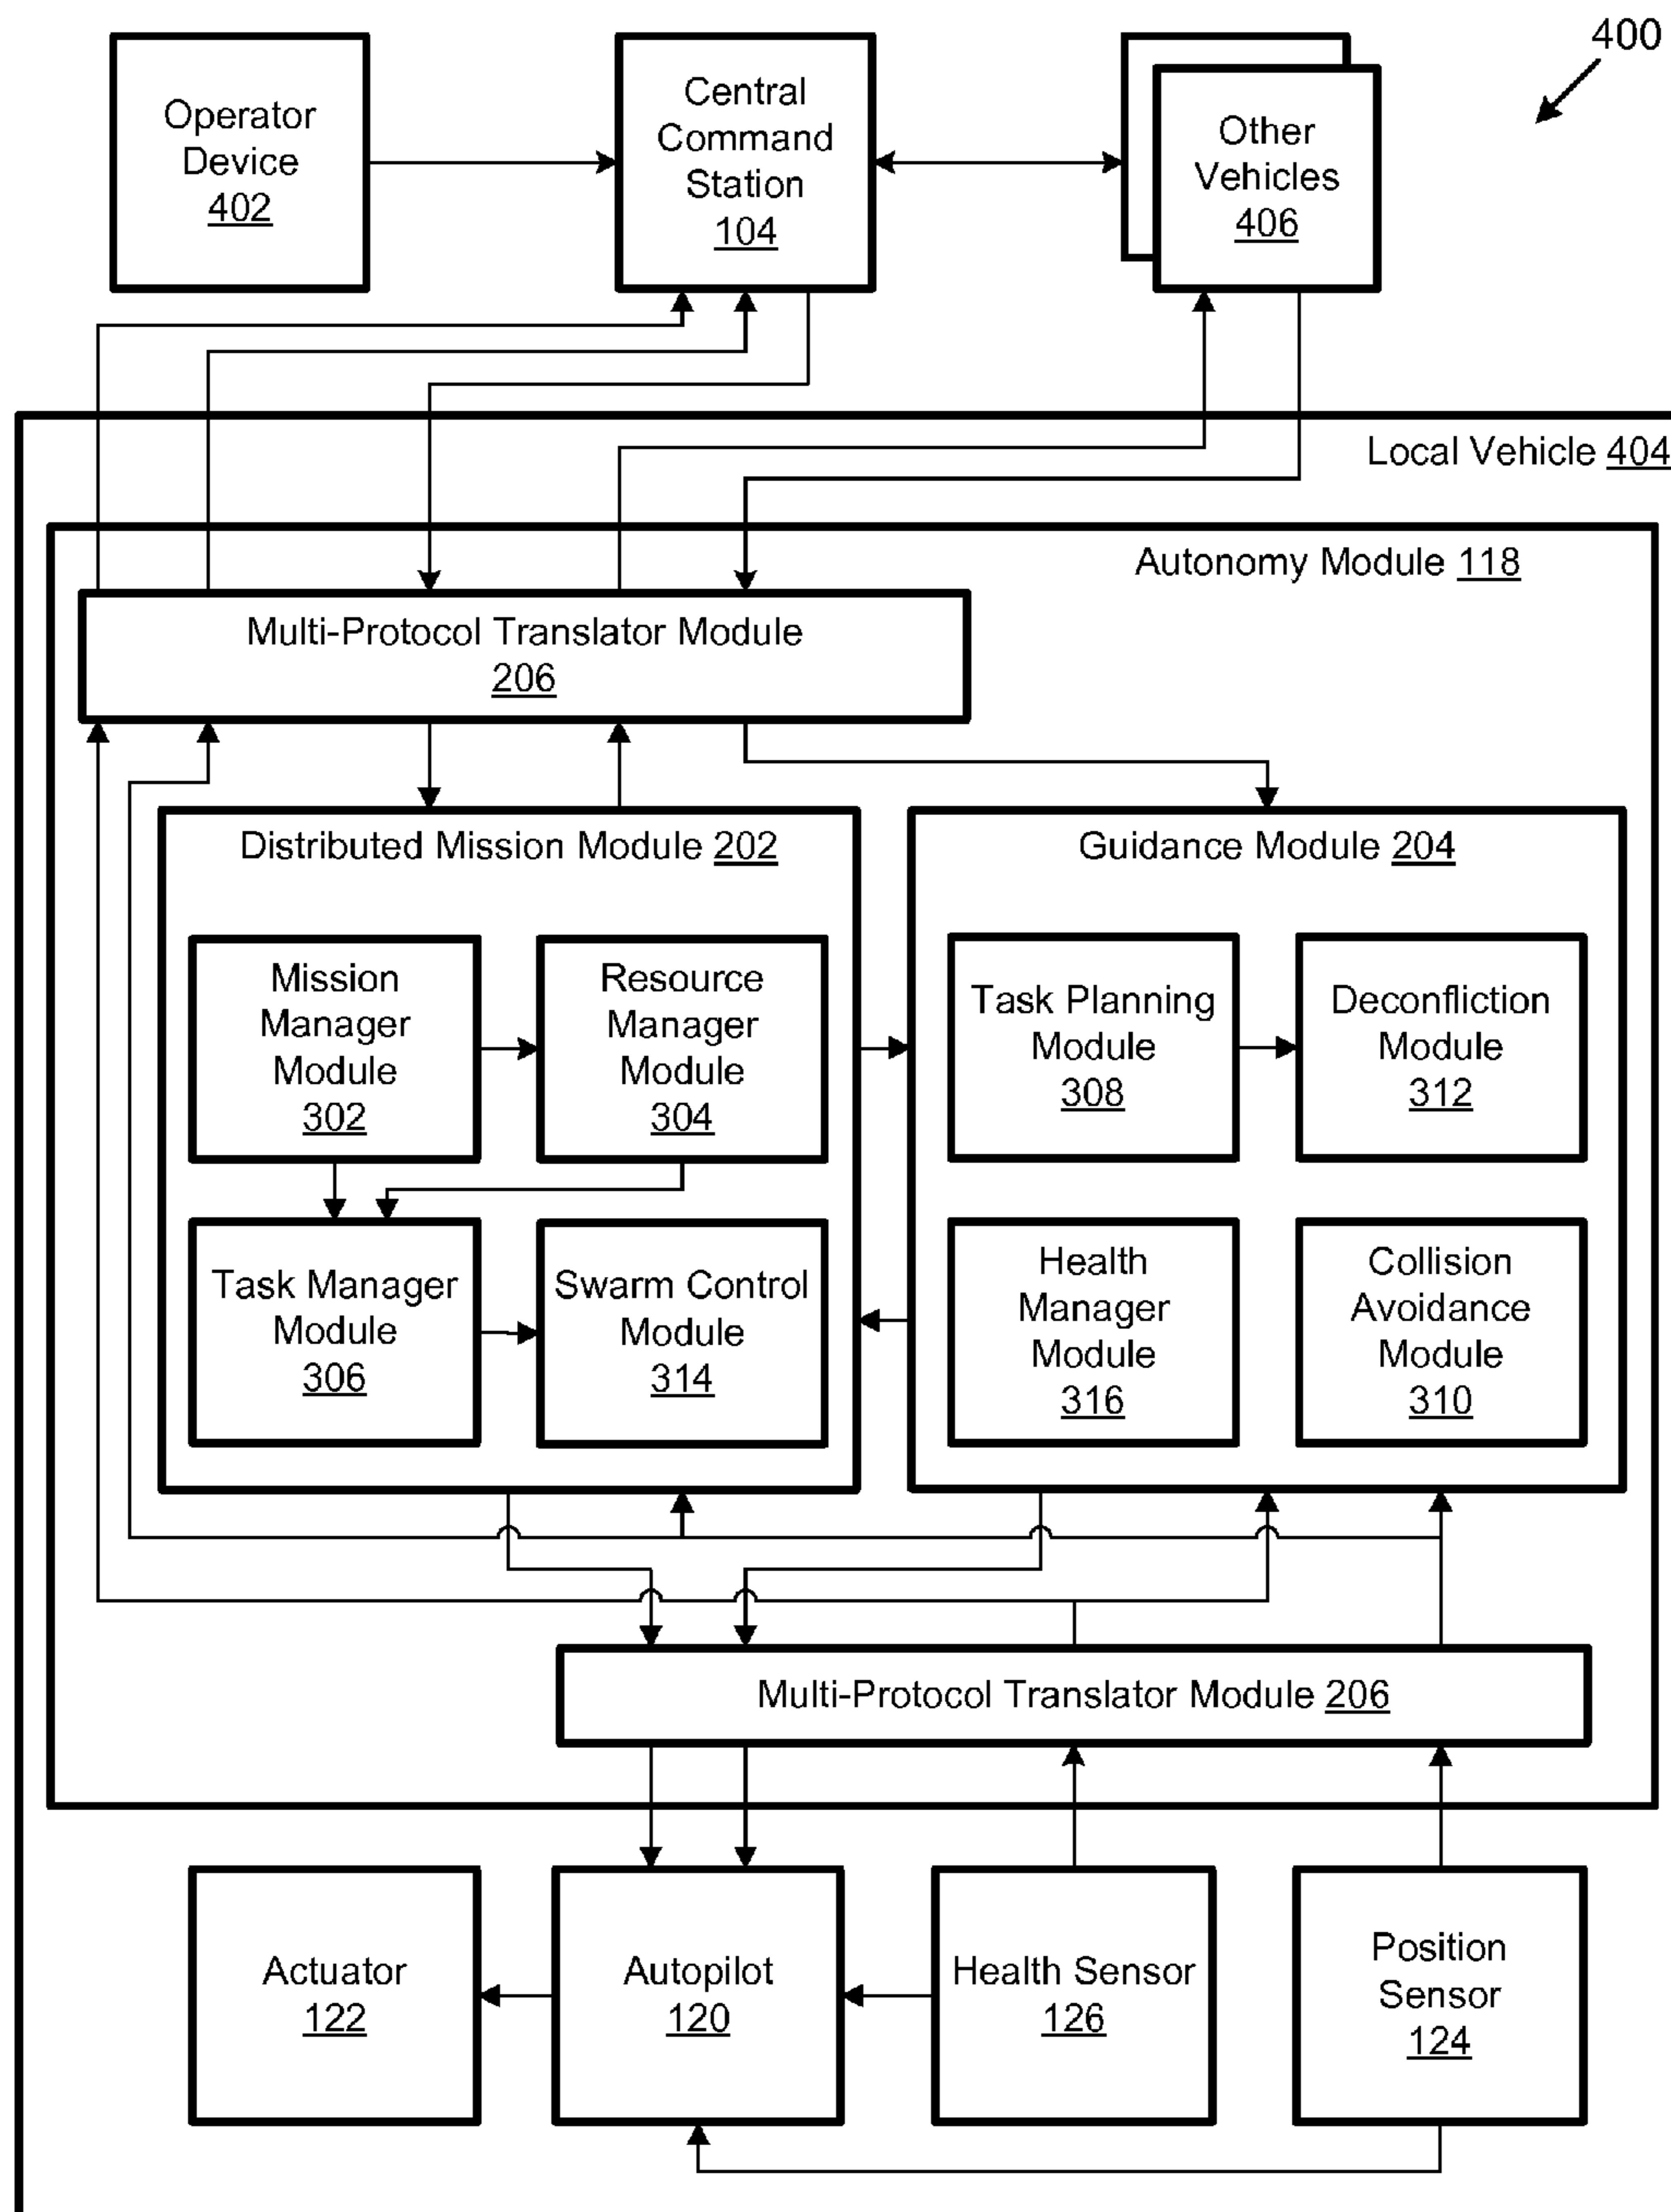 400
Operator
Device
402
Central
Command
Station
104
Other
Vehicles
406
Local Vehicle 404
Autonomy Module 118
Multi-Protocol Translator Module
206
Distributed Mission Module 202
Guidance Module 204
Mission
Manager
Module
302
Resource
Manager
Module
304
Task Planning
Module
308
Deconfliction
Module
312
Task Manager
Module
306
Swarm Control
Module
314
Health
Manager
Module
316
Collision
Avoidance
Module
310
Multi-Protocol Translator Module 206
Actuator
122
Autopilot
120
Health Sensor
126
Position
Sensor
124